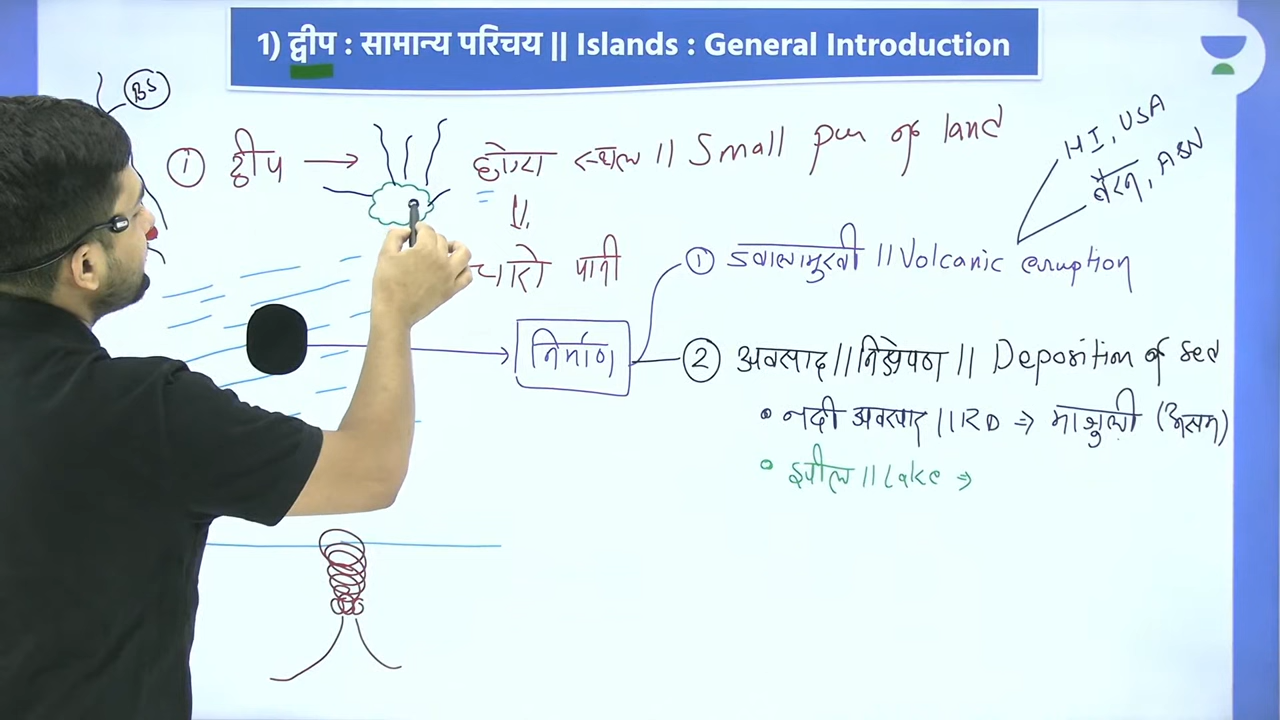 1) द्वीप : सामान्य परिचय || Islands : General Introduction
BS
① द्वीप → छोटा स्थल || Small of land
HI, USA
बैरन, A&N
चारो पानी
① ज्वालामुखी || Volcanic eruption
निर्माण
② अवसाद || निक्षेपण || Deposition of sed
• नदी अवसाद || RD ⇒ माजुली (असम)
• झील || Lake ⇒